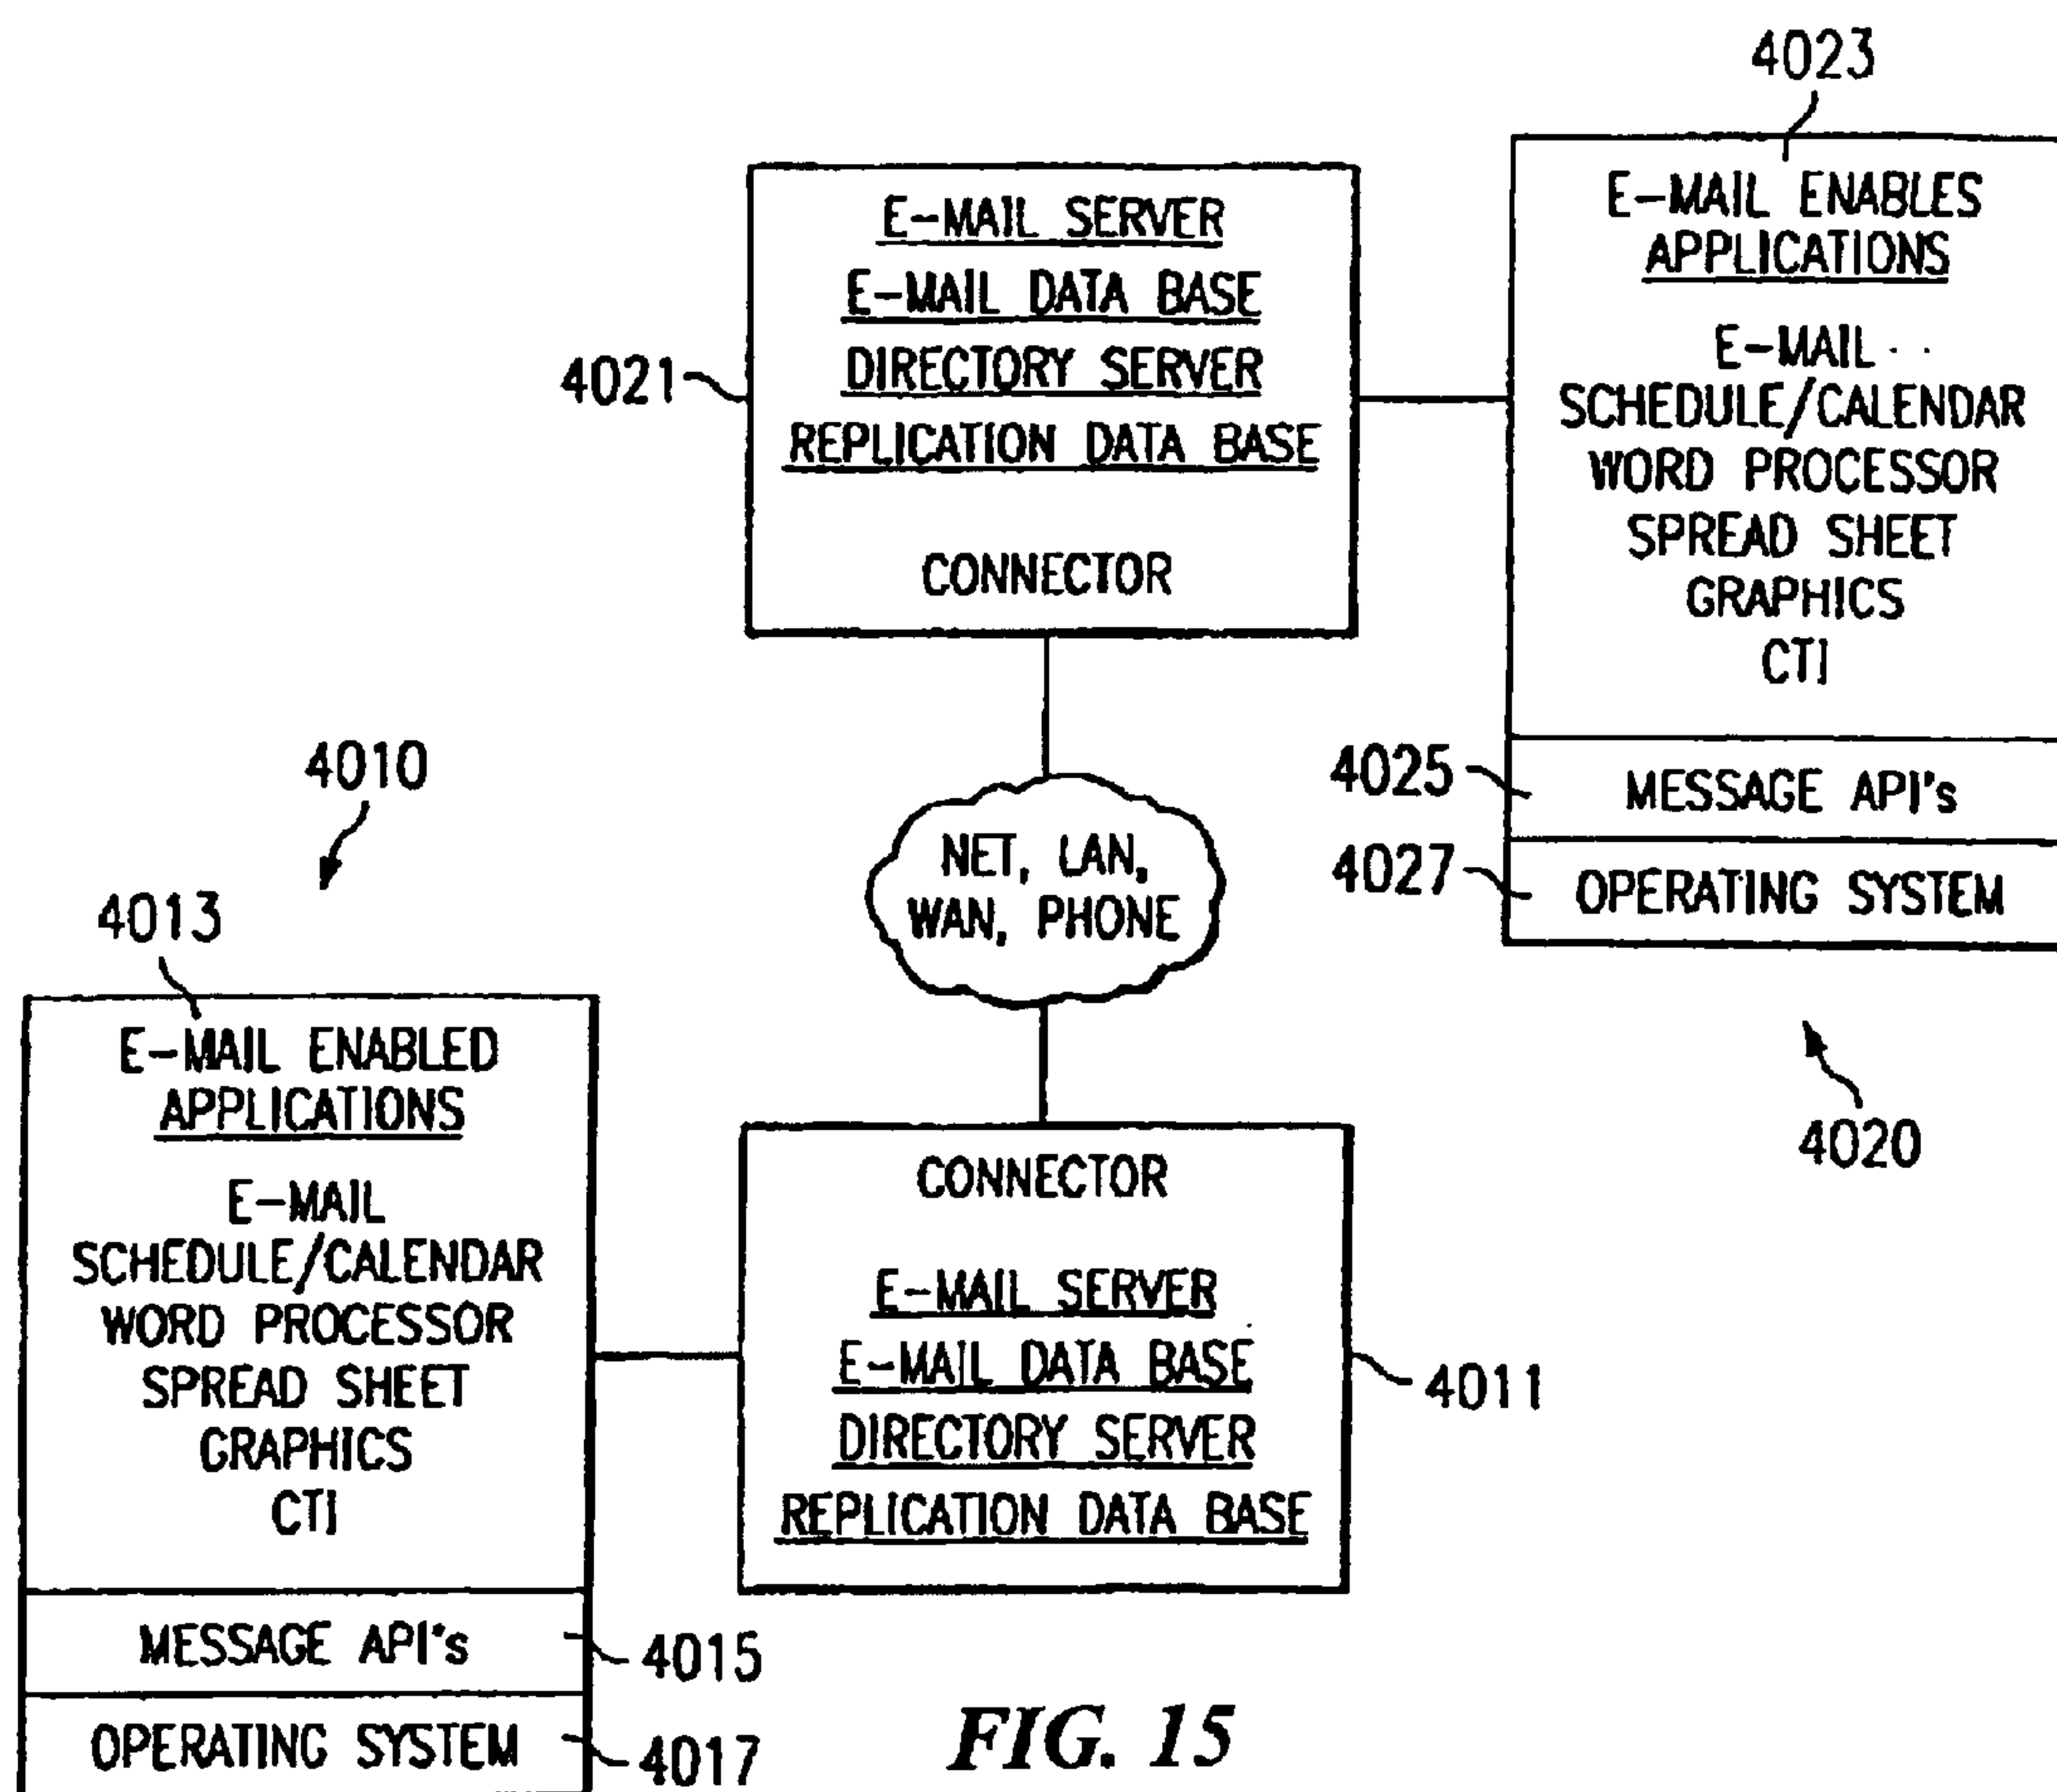 4023
E-MAIL ENABLES
APPLICATIONS
E-MAIL
SCHEDULE/CALENDAR
WORD PROCESSOR
SPREAD SHEET
GRAPHICS
CTI
4025
MESSAGE API's
4027
OPERATING SYSTEM
4020
E-MAIL SERVER
E-MAIL DATA BASE
DIRECTORY SERVER
REPLICATION DATA BASE
CONNECTOR
4021
NET, LAN,
WAN, PHONE
4010
4013
E-MAIL ENABLED
APPLICATIONS
E-MAIL
SCHEDULE/CALENDAR
WORD PROCESSOR
SPREAD SHEET
GRAPHICS
CTI
MESSAGE API's
4015
OPERATING SYSTEM
4017
CONNECTOR
E-MAIL SERVER
E-MAIL DATA BASE
DIRECTORY SERVER
REPLICATION DATA BASE
4011
FIG. 15